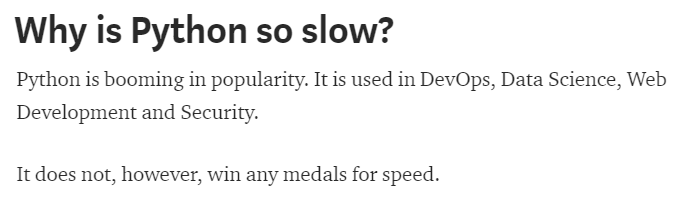 Why is Python so slow?
Python is booming in popularity. It is used in DevOps, Data Science, Web
Development and Security.
It does not, however, win any medals for speed.